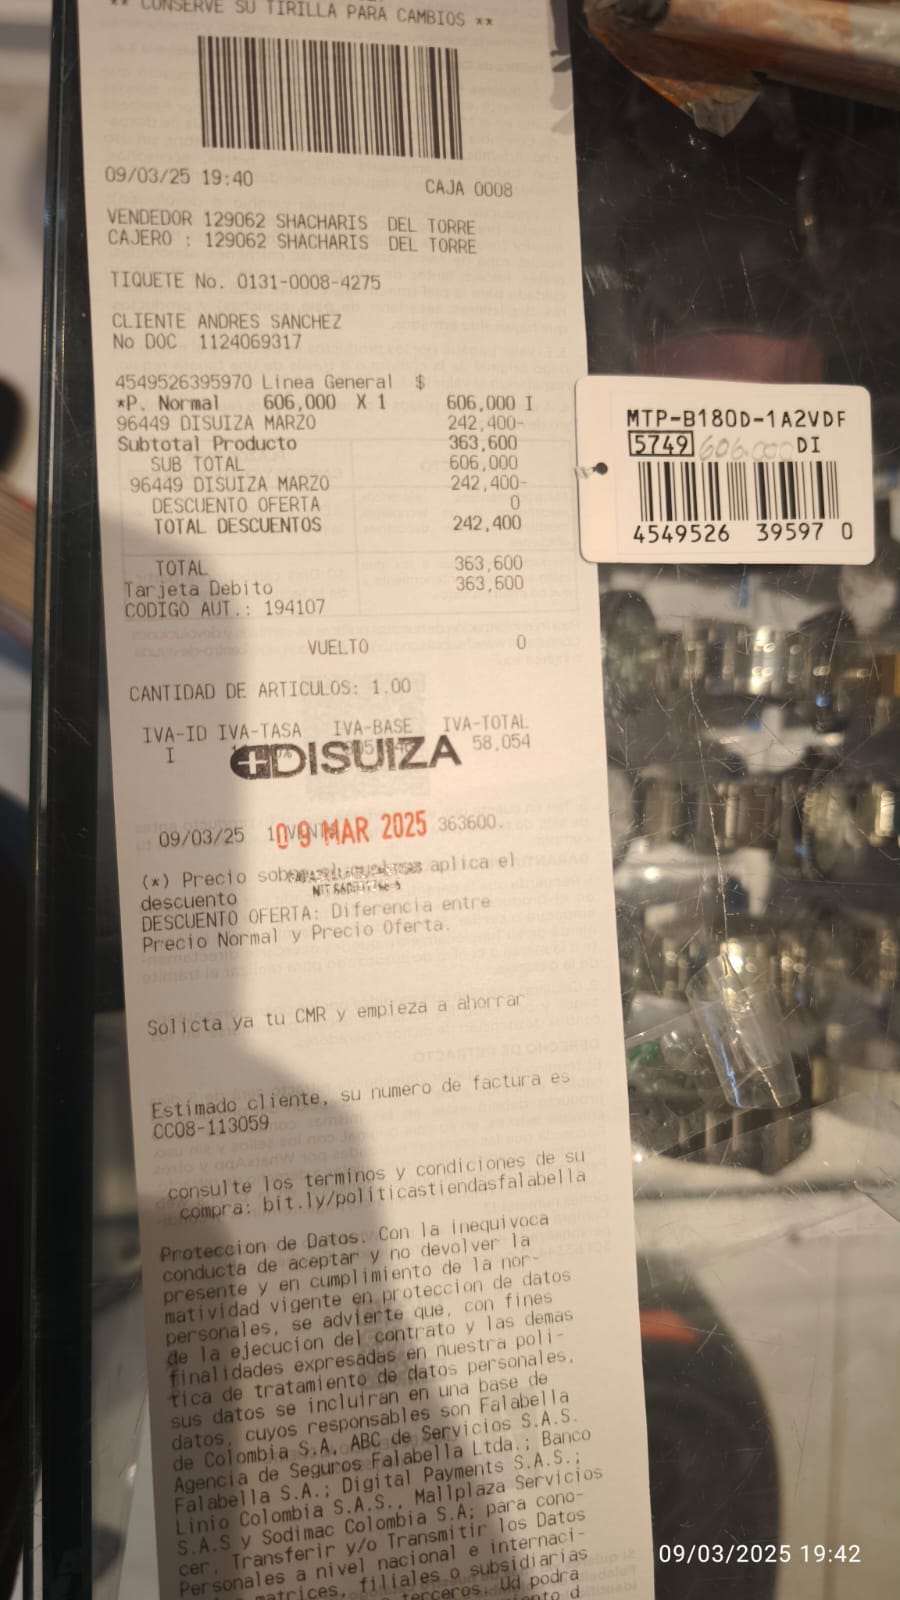 ** CONSERVE SU TIRILLA PARA CAMBIOS **
09/03/25 19:40 CAJA 0008
VENDEDOR 129062 SHACHARIS DEL TORRE
CAJERO : 129062 SHACHARIS DEL TORRE
TIQUETE No. 0131-0008-4275
CLIENTE ANDRES SANCHEZ
No DOC 1124069317
4549526395970 Linea General $
*P. Normal 606,000 X 1 606,000 I
96449 DISUIZA MARZO 242,400-
Subtotal Producto 363,600
SUB TOTAL 606,000
96449 DISUIZA MARZO 242,400-
DESCUENTO OFERTA 0
TOTAL DESCUENTOS 242,400
TOTAL 363,600
Tarjeta Debito 363,600
CODIGO AUT.: 194107
VUELTO 0
CANTIDAD DE ARTICULOS: 1.00
IVA-ID IVA-TASA IVA-BASE IVA-TOTAL
I 58,054
DISUIZA
09/03/25 363600.
09 MAR 2025
(*) Precio aplica el
descuento
DESCUENTO OFERTA: Diferencia entre
Precio Normal y Precio Oferta.
Solicta ya tu CMR y empieza a ahorrar
Estimado cliente, su numero de factura es
CC08-113059
consulte los terminos y condiciones de su
compra: bit.ly/politicastiendasfalabella
Proteccion de Datos. Con la inequivoca
conducta de aceptar y no devolver la
presente y en cumplimiento de la nor-
matividad vigente en proteccion de datos
personales, se advierte que, con fines
de la ejecucion del contrato y las demas
finalidades expresadas en nuestra poli-
tica de tratamiento de datos personales,
sus datos se incluiran en una base de
datos, cuyos responsables son Falabella
de Colombia S.A, ABC de Servicios S.A.S.
Agencia de Seguros Falabella Ltda.; Banco
Falabella S.A.; Digital Payments S.A.S.;
Linio Colombia S.A.S., Mallplaza Servicios
S.A.S y Sodimac Colombia S.A; para cono-
cer, Transferir y/o Transmitir los Datos
Personales a nivel nacional e internaci-
matrices, filiales o subsidiarias
terceros. Ud podra
MTP-B180D-1A2VDF
5749 606.000 DI
4549526 39597 0
09/03/2025 19:42